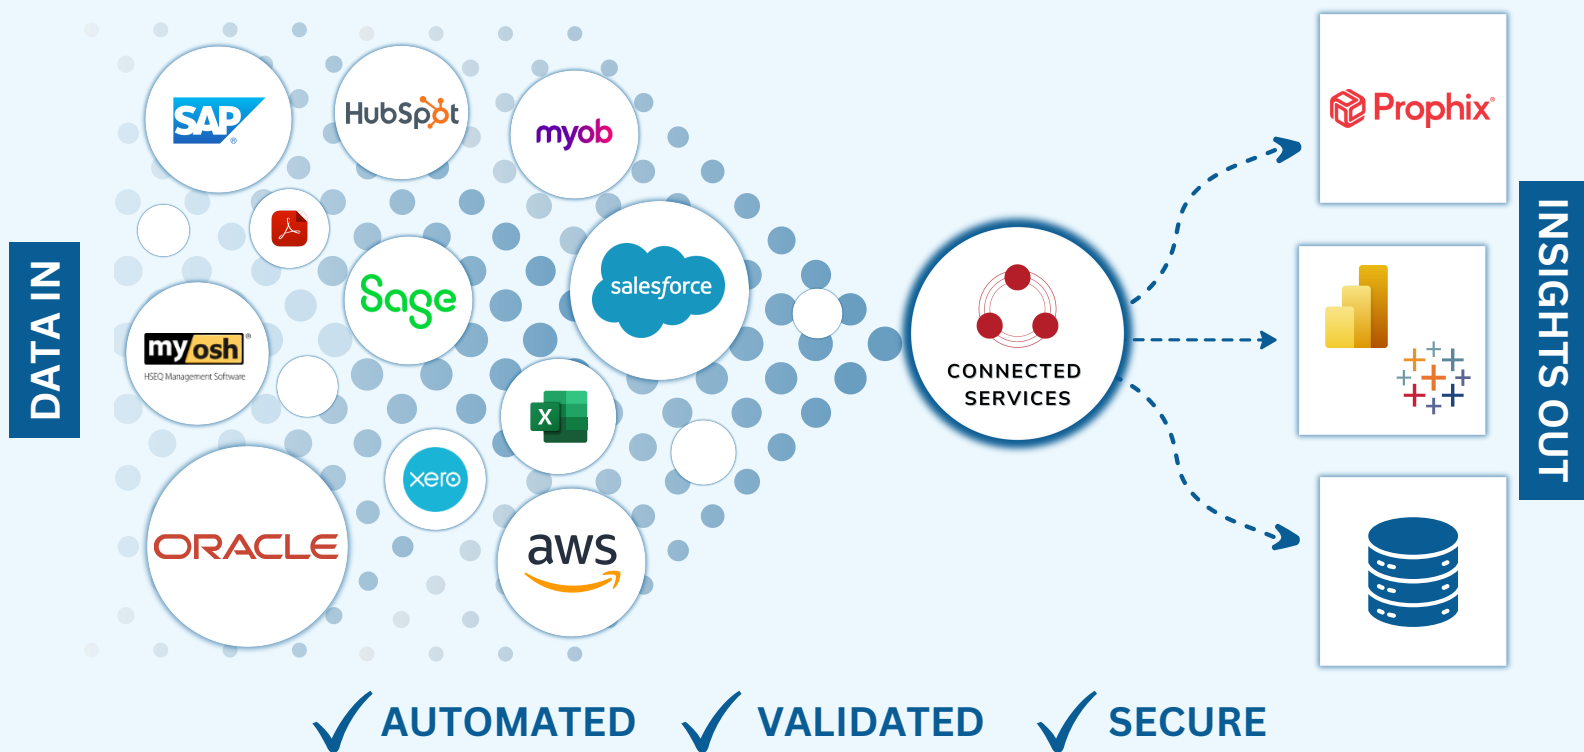 DATA IN
SAP
®
HubSpot
myob
Sage
salesforce
myosh
®
HSEQ Management Software
X
xero
ORACLE
aws
CONNECTED
SERVICES
Prophix®
INSIGHTS OUT
AUTOMATED
VALIDATED
SECURE